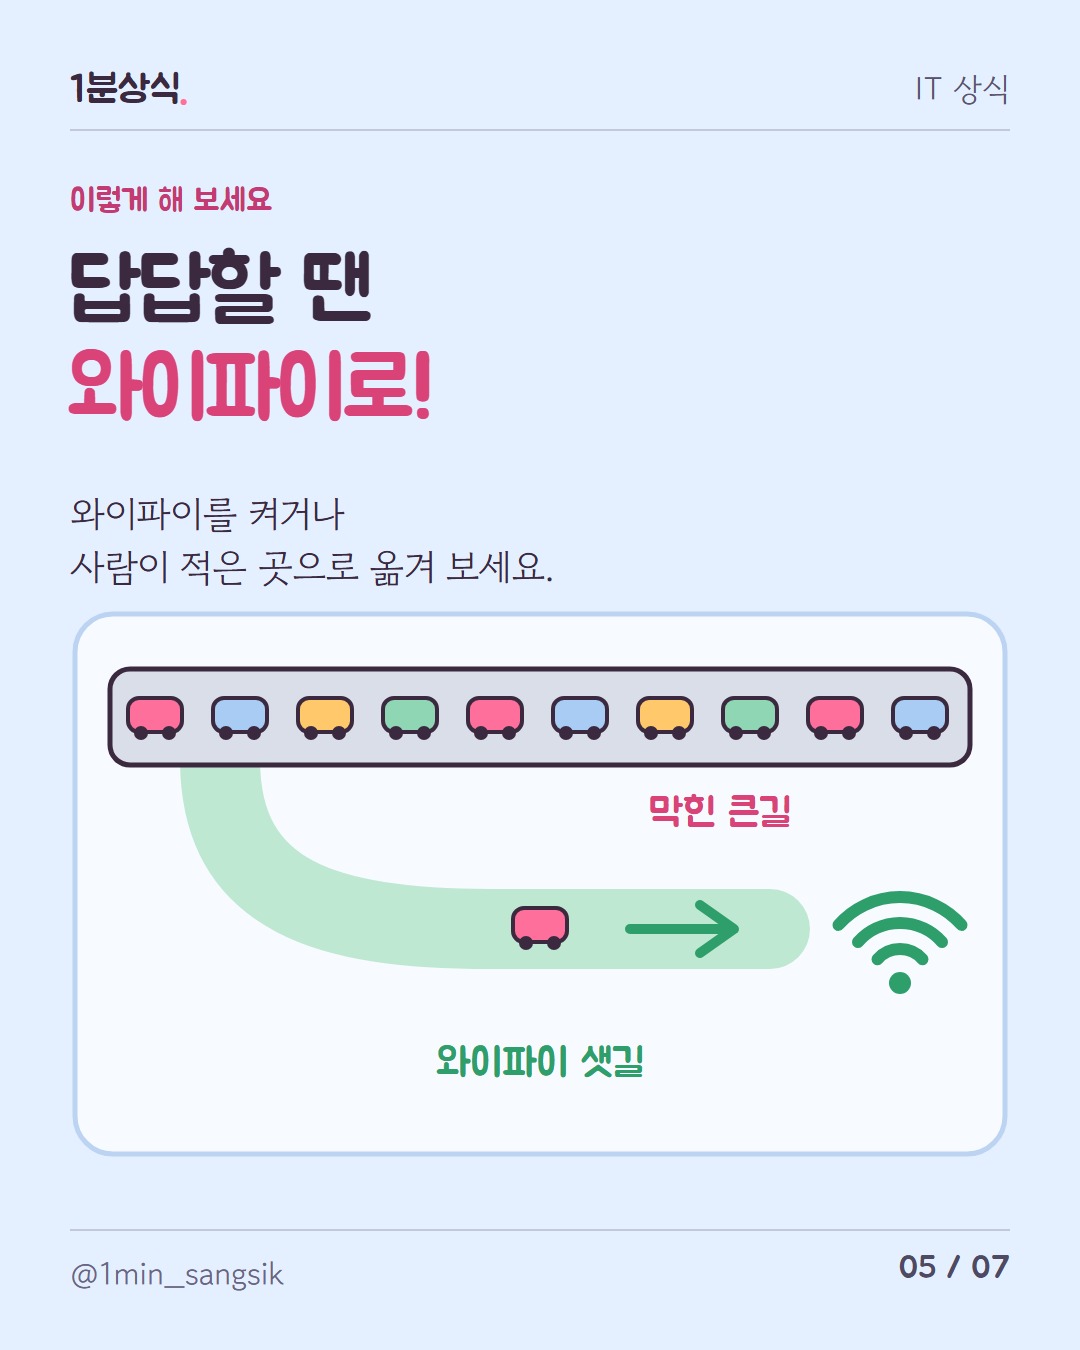 1분상식.
IT 상식
이렇게 해 보세요
답답할 땐
와이파이로!
와이파이를 켜거나
사람이 적은 곳으로 옮겨 보세요.
막힌 큰길
와이파이 샛길
@1min_sangsik
05 / 07